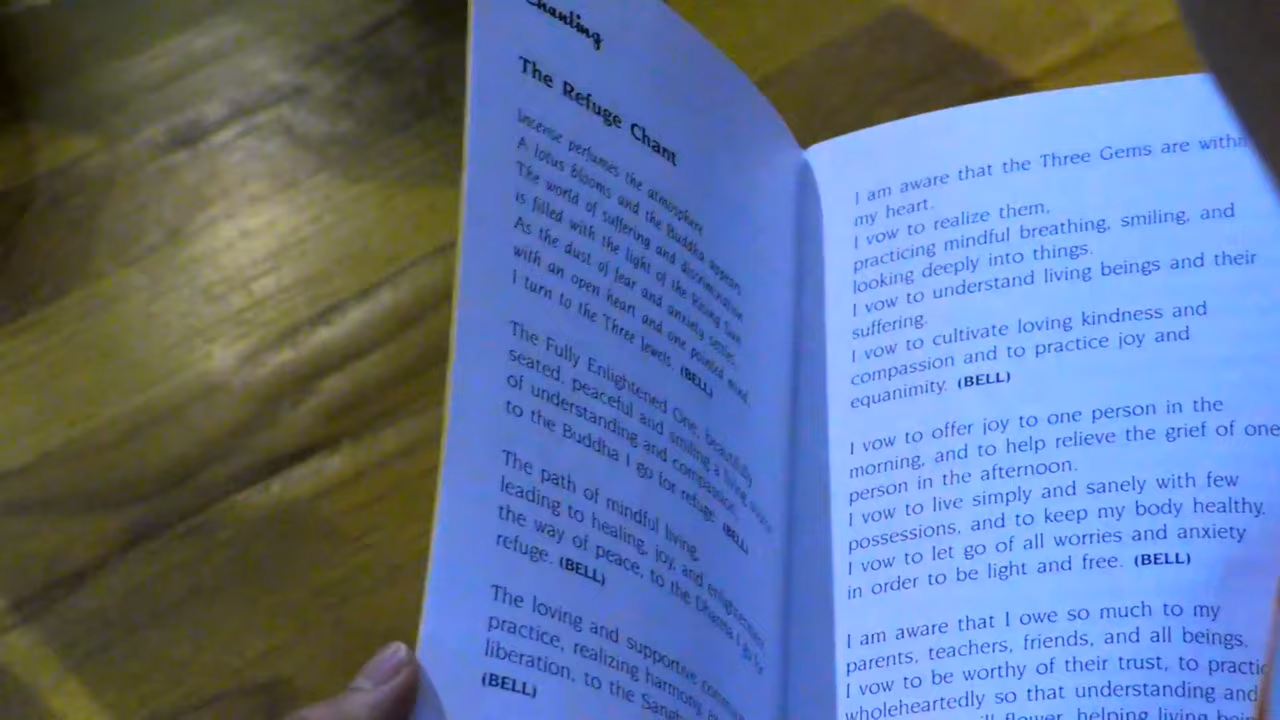 Chanting
The Refuge Chant
Incense perfumes the atmosphere
A lotus blooms and the Buddha appears
The world of suffering and discrimination
is filled with the light of the Rising Sun
As the dust of fear and anxiety settles,
with an open heart and one pointed mind
I turn to the Three Jewels. (BELL)
The Fully Enlightened One, beautifully
seated, peaceful and smiling a living
of understanding and compassion
to the Buddha I go for refuge. (BELL)
The path of mindful living,
leading to healing, joy, and enlightenment
the way of peace, to the Dharma I go for
refuge. (BELL)
The loving and supportive
practice, realizing harmony,
liberation, to the
(BELL)
I am aware that the Three Gems are within
my heart.
I vow to realize them,
practicing mindful breathing, smiling, and
looking deeply into things.
I vow to understand living beings and their
suffering.
I vow to cultivate loving kindness and
compassion and to practice joy and
equanimity. (BELL)
I vow to offer joy to one person in the
morning, and to help relieve the grief of one
person in the afternoon.
I vow to live simply and sanely with few
possessions, and to keep my body healthy.
I vow to let go of all worries and anxiety
in order to be light and free. (BELL)
I am aware that I owe so much to my
parents, teachers, friends, and all beings.
I vow to be worthy of their trust, to practic
wholeheartedly so that understanding and
flower, helping living